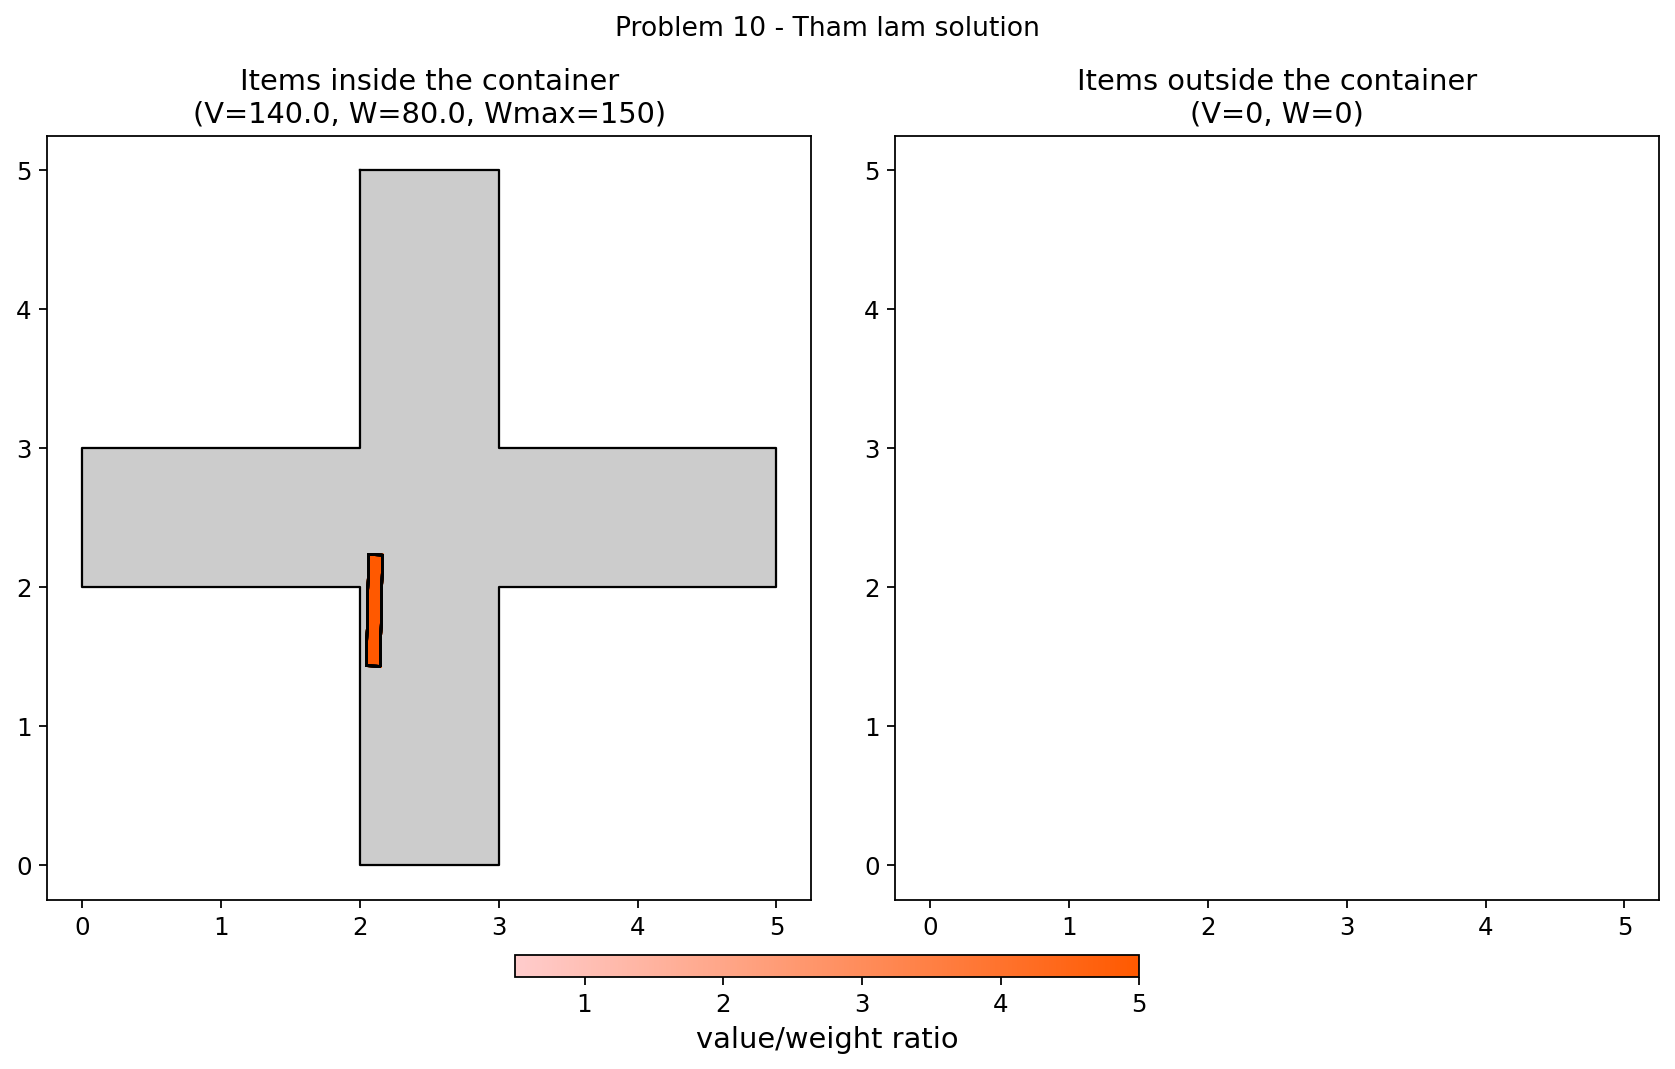 Problem 10 - Tham lam solution
Items inside the container
(V=140.0, W=80.0, Wmax=150)
5
4
3
2
1
0
0 1 2 3 4 5
Items outside the container
(V=0, W=0)
5
4
3
2
1
0
0 1 2 3 4 5
1 2 3 4 5
value/weight ratio